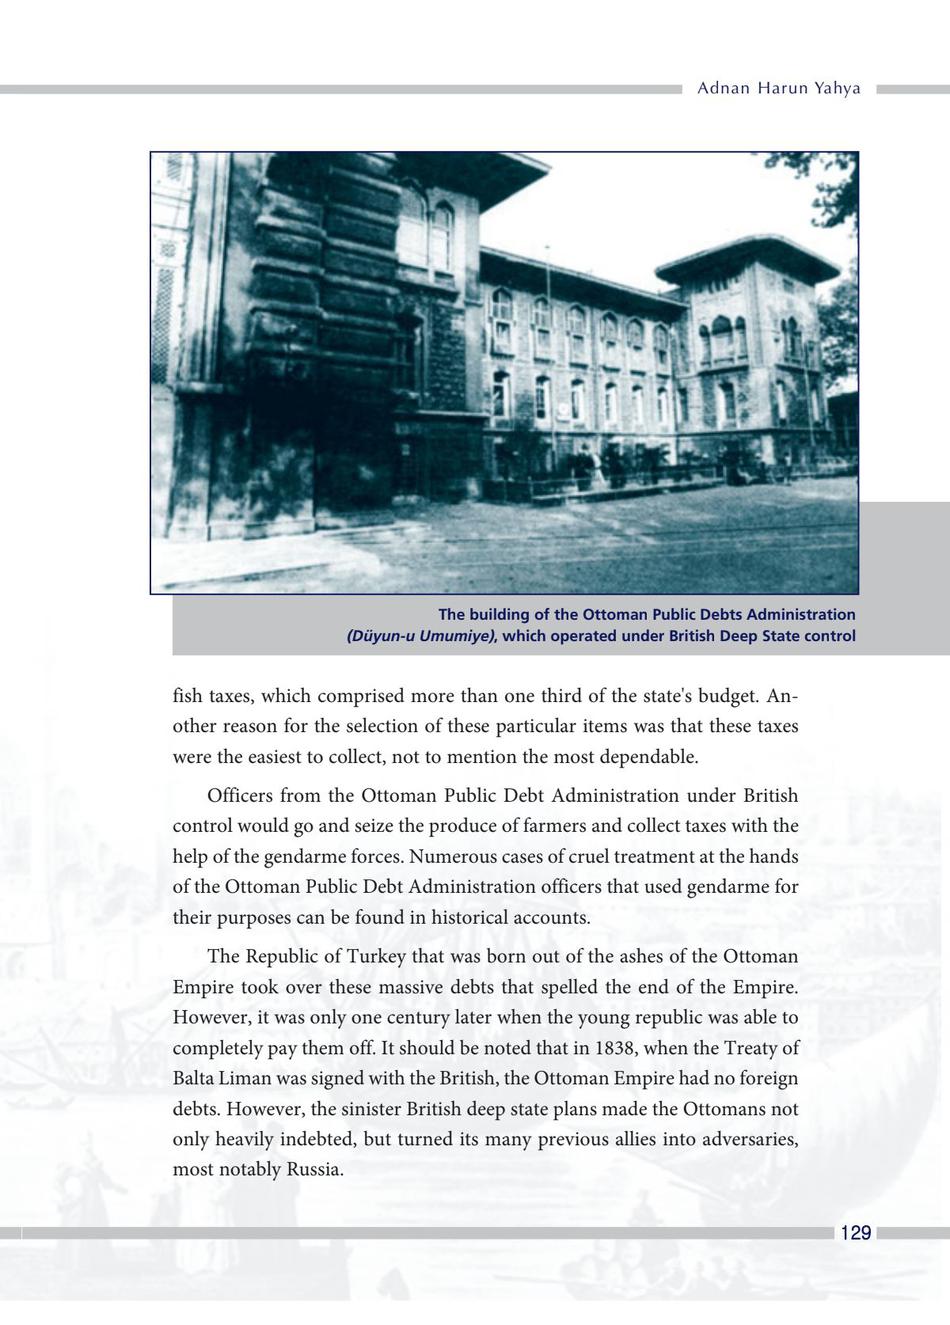 Adnan Harun Yahya
The building of the Ottoman Public Debts Administration
(Düyun-u Umumiye), which operated under British Deep State control
fish taxes, which comprised more than one third of the state's budget. An-
other reason for the selection of these particular items was that these taxes
were the easiest to collect, not to mention the most dependable.
Officers from the Ottoman Public Debt Administration under British
control would go and seize the produce of farmers and collect taxes with the
help of the gendarme forces. Numerous cases of cruel treatment at the hands
of the Ottoman Public Debt Administration officers that used gendarme for
their purposes can be found in historical accounts.
The Republic of Turkey that was born out of the ashes of the Ottoman
Empire took over these massive debts that spelled the end of the Empire.
However, it was only one century later when the young republic was able to
completely pay them off. It should be noted that in 1838, when the Treaty of
Balta Liman was signed with the British, the Ottoman Empire had no foreign
debts. However, the sinister British deep state plans made the Ottomans not
only heavily indebted, but turned its many previous allies into adversaries,
most notably Russia.
129